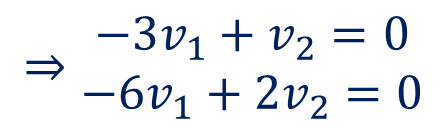 ⇒ −3v₁ + v₂ = 0
−6v₁ + 2v₂ = 0